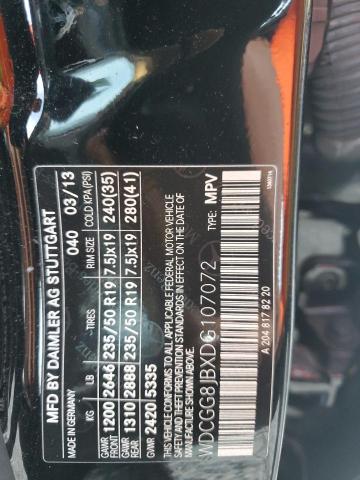 MFD BY DAIMLER AG STUTTGART
MADE IN GERMANY 040 03/13
KG LB TIRES RIM SIZE COLD KPA(PSI)
GAWR FRONT 1200 2646 235/50 R19 7.5Jx19 240(35)
GAWR REAR 1310 2888 235/50 R19 7.5Jx19 280(41)
GVWR 2420 5335
THIS VEHICLE CONFORMS TO ALL APPLICABLE FEDERAL MOTOR VEHICLE
SAFETY AND THEFT PREVENTION STANDARDS IN EFFECT
ON THE DATE OF MANUFACTURE SHOWN ABOVE.
WDCGG8JBXDG107072 TYPE: MPV
A 204 817 82 20